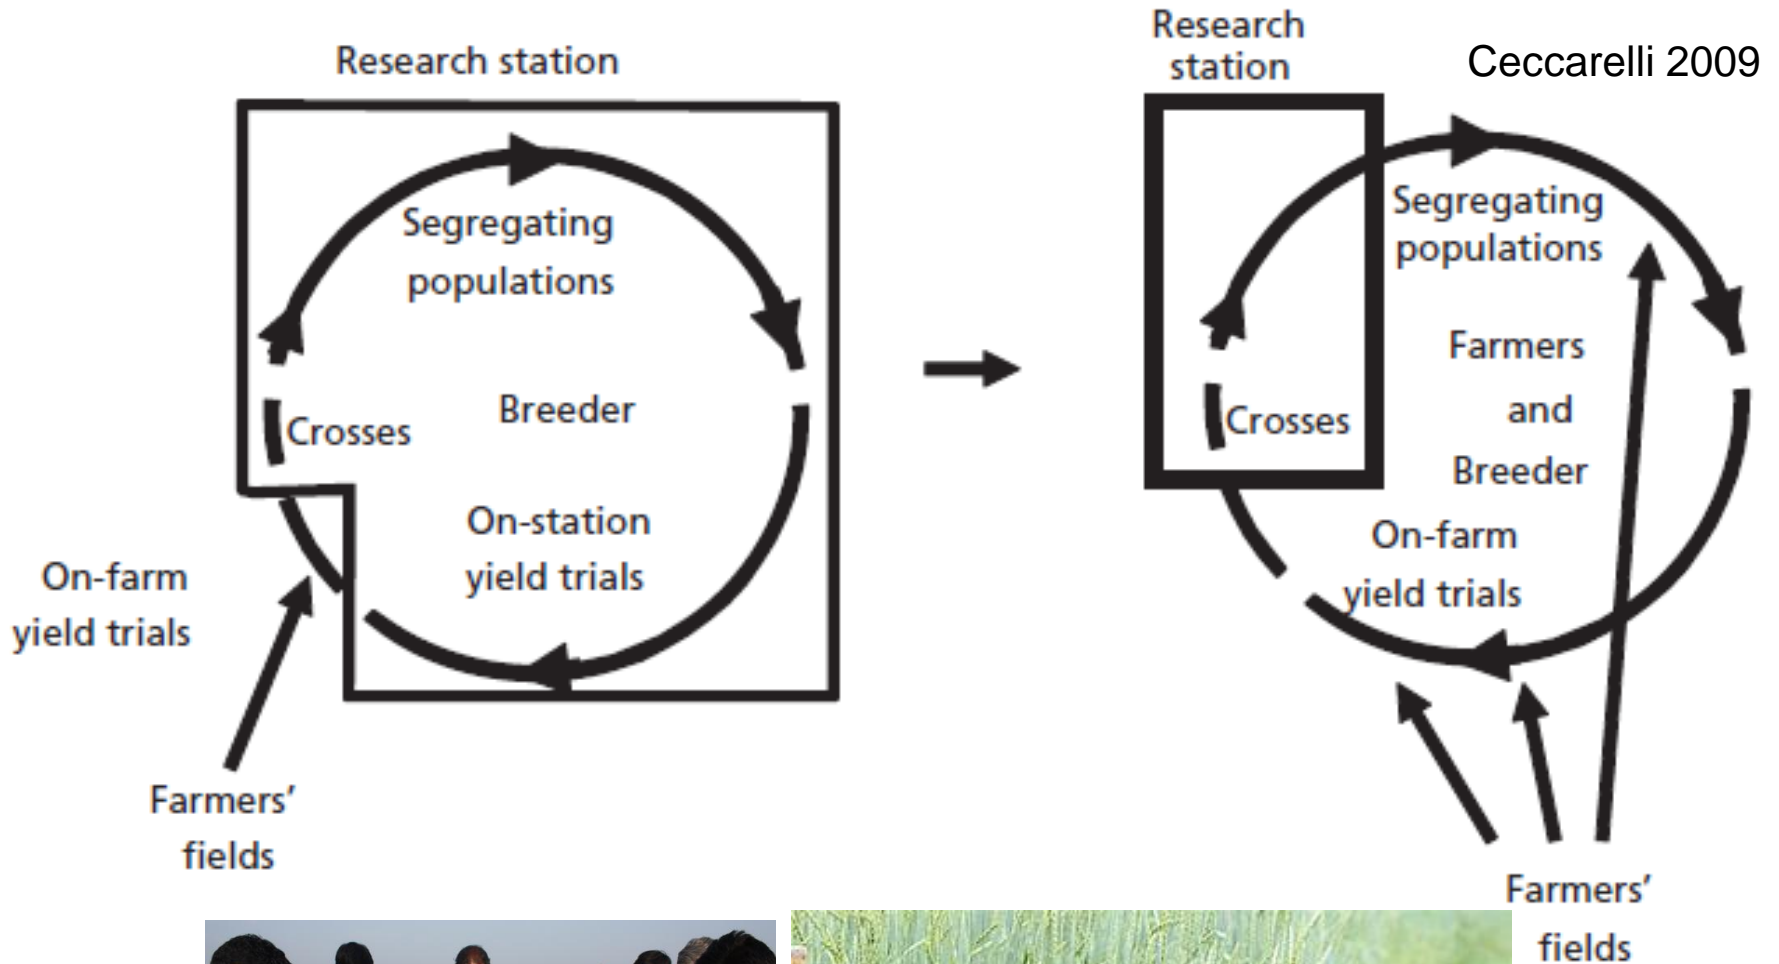 Research station
Segregating
populations
Crosses
Breeder
On-station
yield trials
On-farm
yield trials
Farmers’
fields
Research
station
Ceccarelli 2009
Segregating
populations
Farmers
and
Breeder
Crosses
On-farm
yield trials
Farmers’
fields